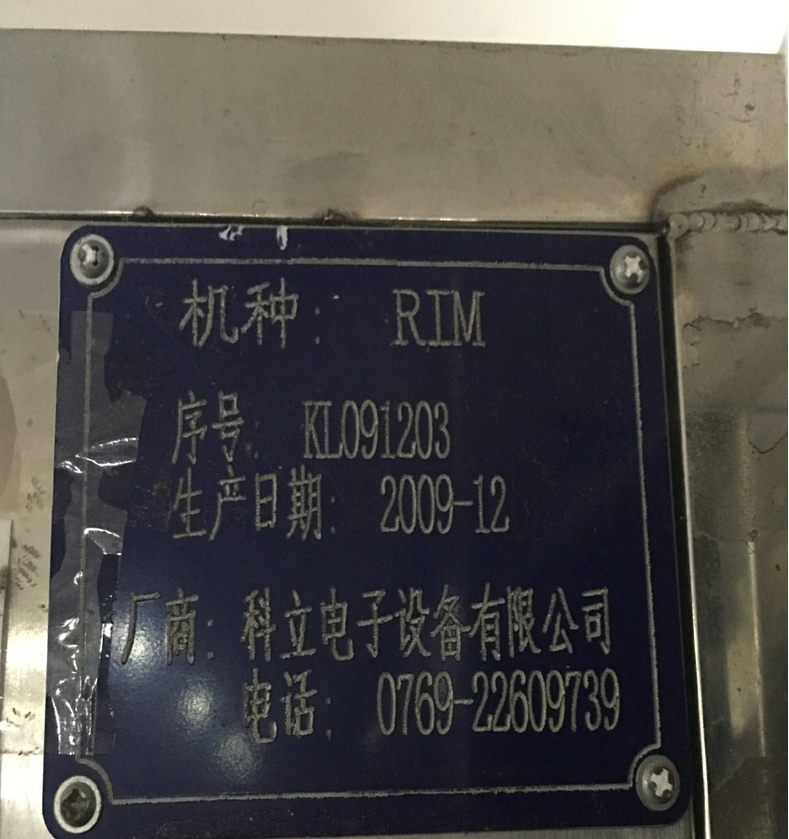 机种: RIM
序号: KL091203
生产日期: 2009-12
厂商: 科立电子设备有限公司
电话: 0769-22609739